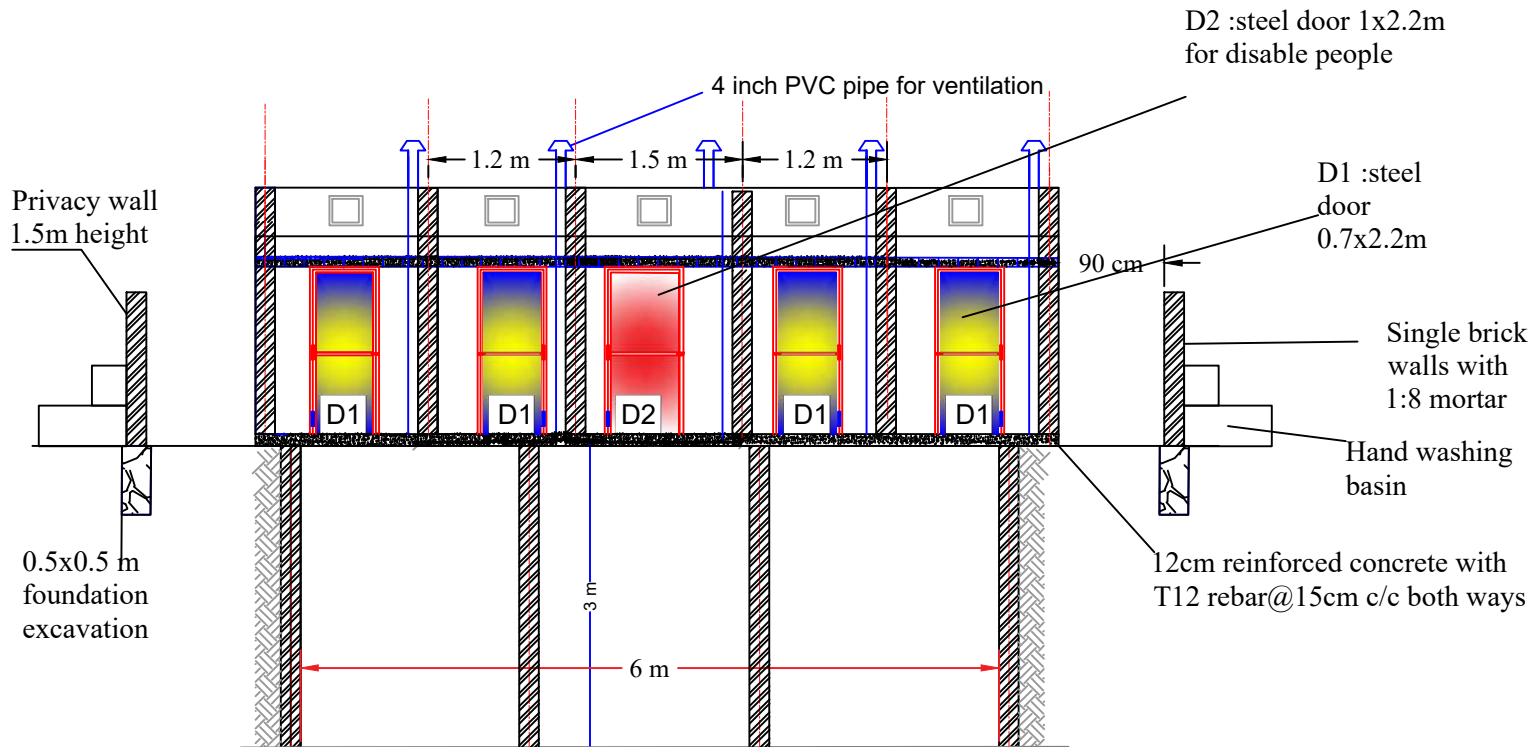 D2 :steel door 1x2.2m
for disable people
4 inch PVC pipe for ventilation
1.2 m
1.5 m
1.2 m
D1 :steel
door
0.7x2.2m
Privacy wall
1.5m height
90 cm
Single brick
walls with
1:8 mortar
D1
D1
D2
D1
D1
Hand washing
basin
0.5x0.5 m
foundation
excavation
3 m
12cm reinforced concrete with
T12 rebar@15cm c/c both ways
6 m